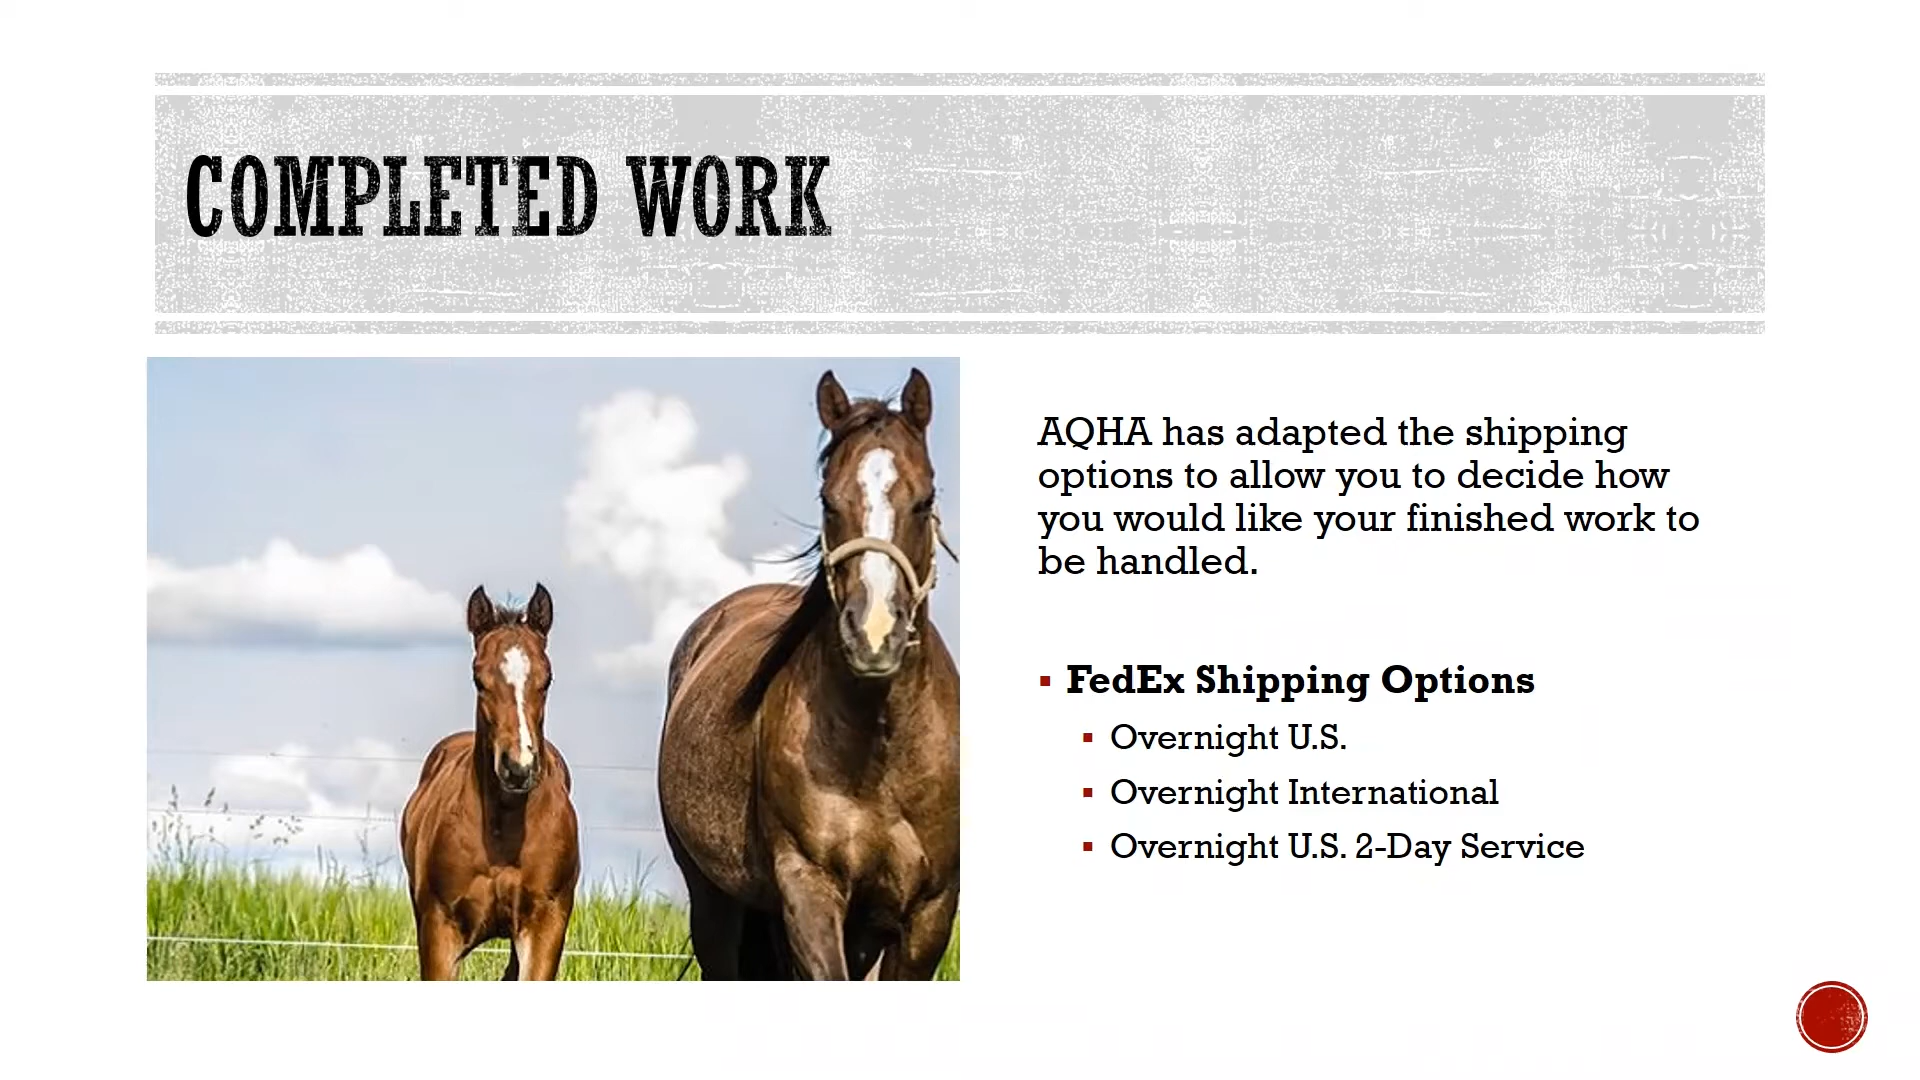 COMPLETED WORK
AQHA has adapted the shipping
options to allow you to decide how
you would like your finished work to
be handled.
FedEx Shipping Options
Overnight U.S.
Overnight International
Overnight U.S. 2-Day Service